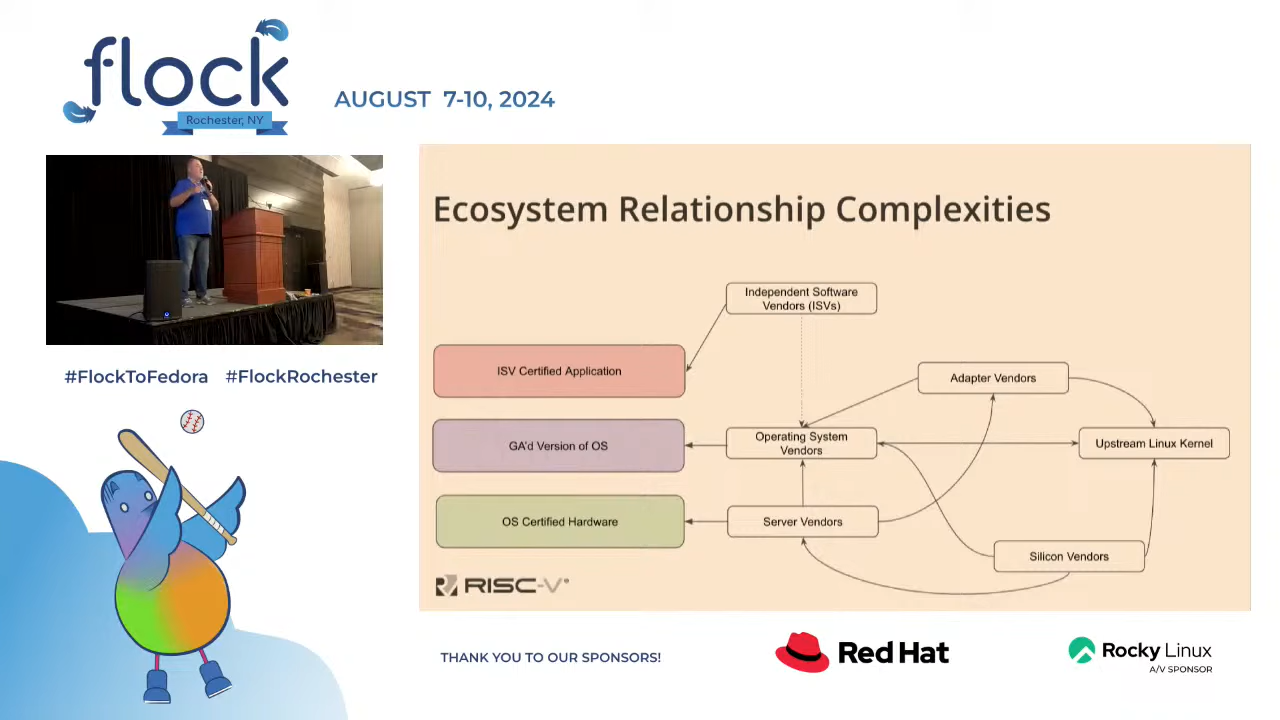 flock
Rochester, NY
AUGUST 7-10, 2024
#FlockToFedora #FlockRochester
Ecosystem Relationship Complexities
Independent Software
Vendors (ISVs)
ISV Certified Application
Adapter Vendors
GA'd Version of OS
Operating System
Vendors
Upstream Linux Kernel
OS Certified Hardware
Server Vendors
Silicon Vendors
RISC-V®
THANK YOU TO OUR SPONSORS!
Red Hat
Rocky Linux
A/V SPONSOR